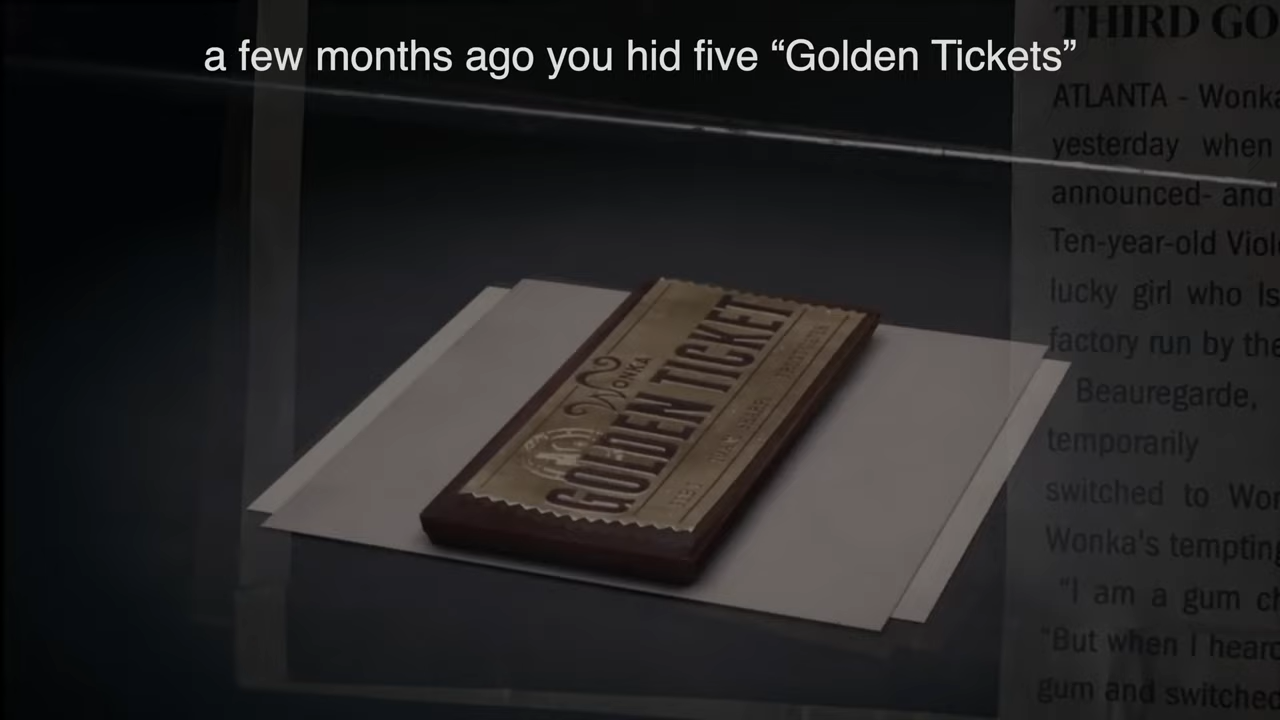 a few months ago you hid five “Golden Tickets”
THIRD GO
ATLANTA - Wonka
yesterday when
announced- and
Ten-year-old Viol
lucky girl who Is
factory run by the
Beauregarde,
temporarily
switched to Wo
Wonka's tempting
“I am a gum c
“But when I heard
gum and switched
WONKA
GOLDEN TICKET